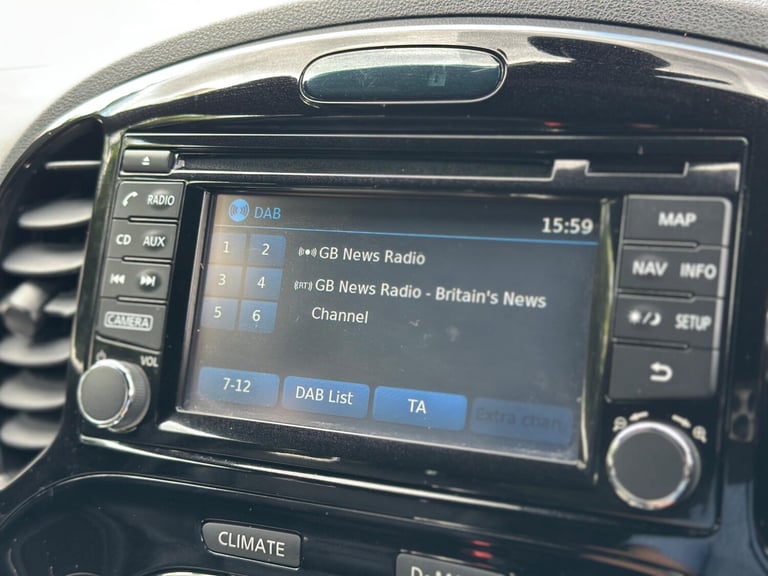 DAB
15:59
1 2
GB News Radio
3 4
(RT) GB News Radio - Britain's News
5 6
Channel
7-12
DAB List
TA
Extra chan
RADIO
CD AUX
CAMERA
VOL
MAP
NAV INFO
SETUP
CLIMATE